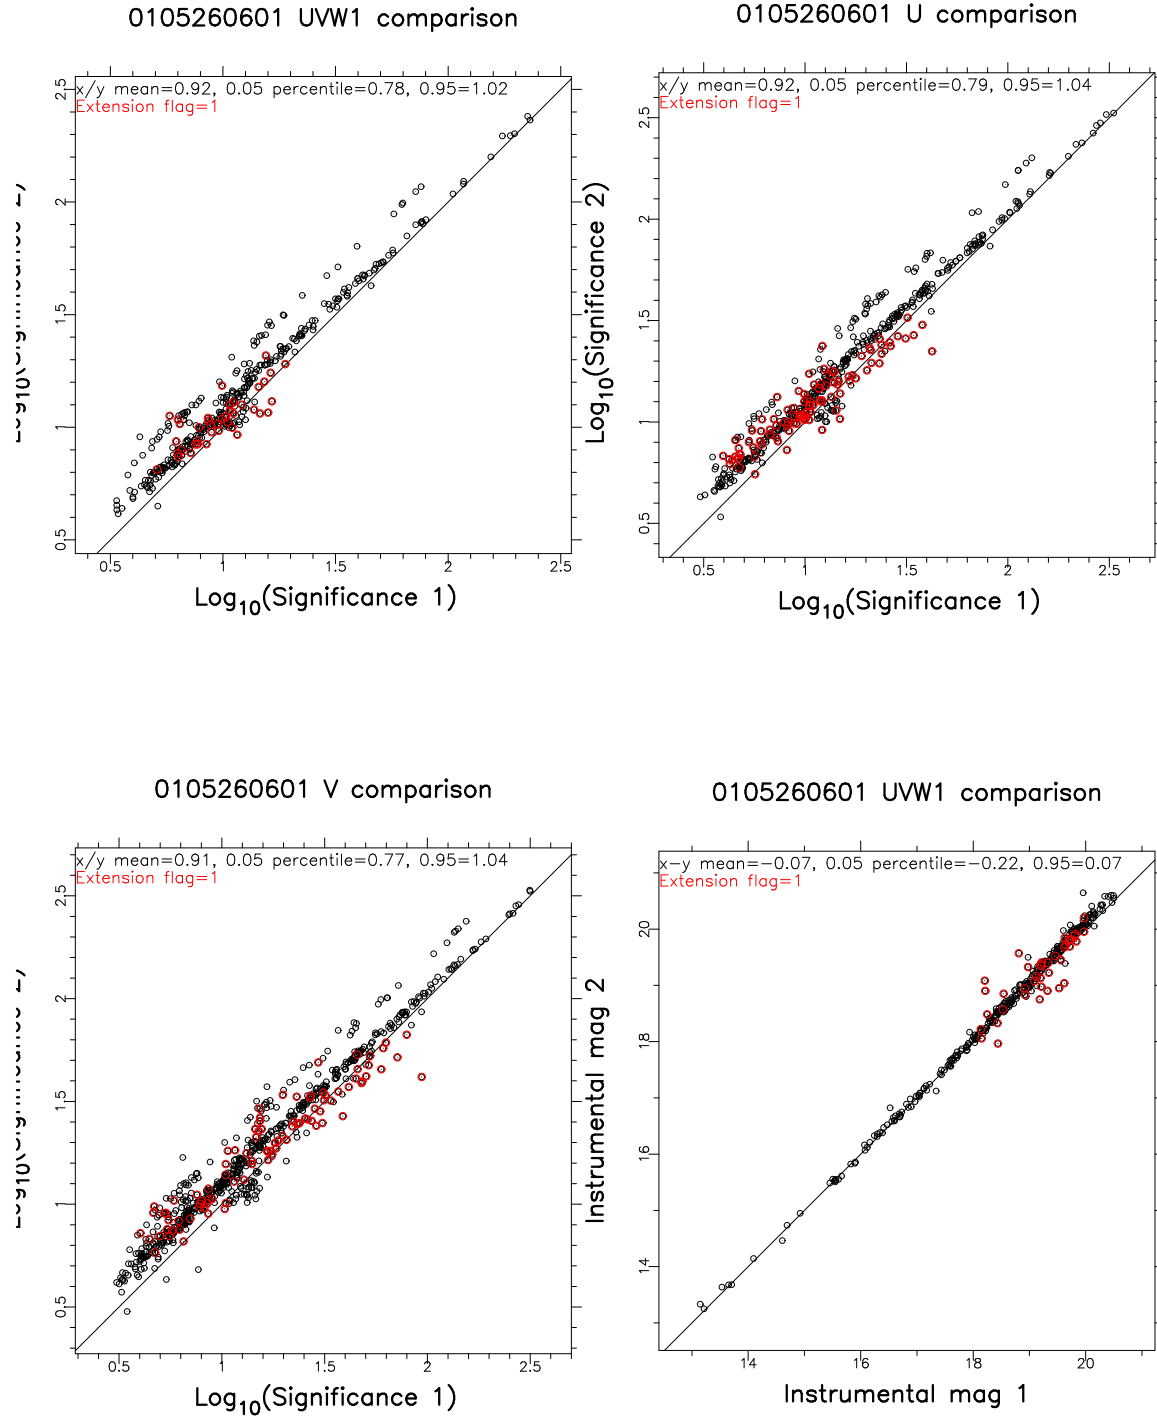 0105260601 UVW1 comparison
x/y mean=0.92, 0.05 percentile=0.78, 0.95=1.02
Extension flag=1
2.5
2
1.5
1
0.5
0.5 1 1.5 2 2.5
Log10(Significance 1)
0105260601 U comparison
x/y mean=0.92, 0.05 percentile=0.79, 0.95=1.04
Extension flag=1
Log10(Significance 2)
2.5
2
1.5
1
0.5
0.5 1 1.5 2 2.5
Log10(Significance 1)
0105260601 V comparison
x/y mean=0.91, 0.05 percentile=0.77, 0.95=1.04
Extension flag=1
2.5
2
1.5
1
0.5
0.5 1 1.5 2 2.5
Log10(Significance 1)
0105260601 UVW1 comparison
x-y mean=-0.07, 0.05 percentile=-0.22, 0.95=0.07
Extension flag=1
Instrumental mag 2
20
18
16
14
14 16 18 20
Instrumental mag 1